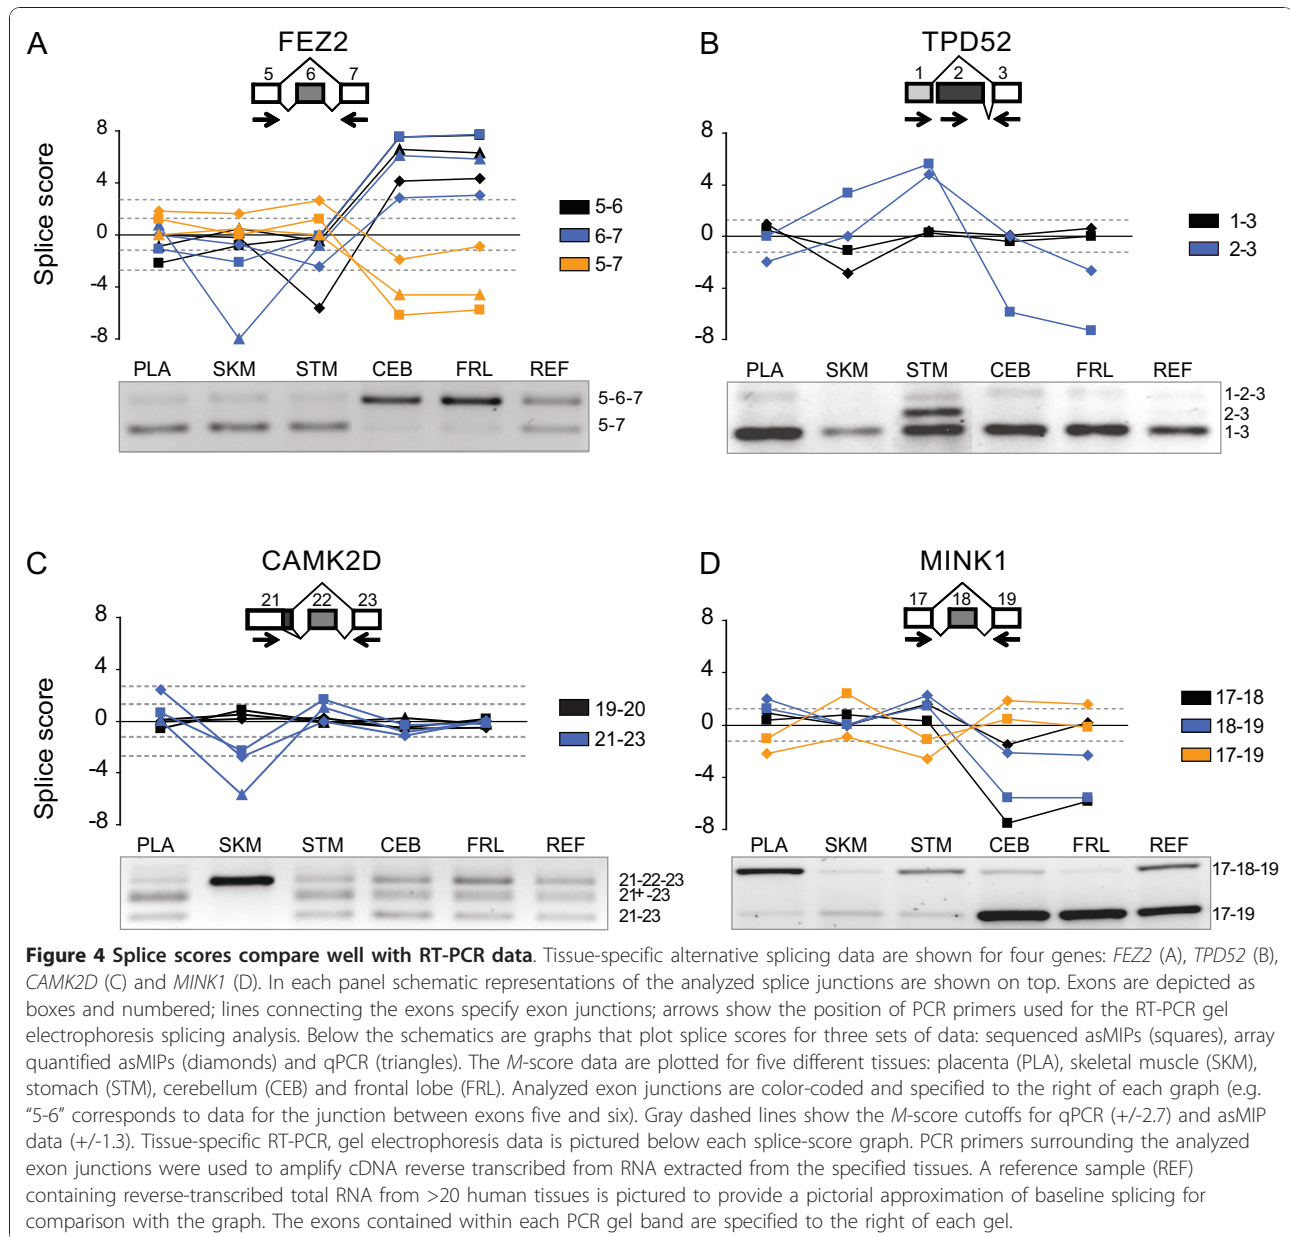 A
FEZ2
5 6 7
Splice score
8
4
0
-4
-8
5-6
6-7
5-7
PLA SKM STM CEB FRL REF
5-6-7
5-7
B
TPD52
1 2 3
8
4
0
-4
-8
1-3
2-3
PLA SKM STM CEB FRL REF
1-2-3
2-3
1-3
C
CAMK2D
21 22 23
Splice score
8
4
0
-4
-8
19-20
21-23
PLA SKM STM CEB FRL REF
21-22-23
21+-23
21-23
D
MINK1
17 18 19
8
4
0
-4
-8
17-18
18-19
17-19
PLA SKM STM CEB FRL REF
17-18-19
17-19
Figure 4 Splice scores compare well with RT-PCR data. Tissue-specific alternative splicing data are shown for four genes: FEZ2 (A), TPD52 (B),
CAMK2D (C) and MINK1 (D). In each panel schematic representations of the analyzed splice junctions are shown on top. Exons are depicted as
boxes and numbered; lines connecting the exons specify exon junctions; arrows show the position of PCR primers used for the RT-PCR gel
electrophoresis splicing analysis. Below the schematics are graphs that plot splice scores for three sets of data: sequenced asMIPs (squares), array
quantified asMIPs (diamonds) and qPCR (triangles). The M-score data are plotted for five different tissues: placenta (PLA), skeletal muscle (SKM),
stomach (STM), cerebellum (CEB) and frontal lobe (FRL). Analyzed exon junctions are color-coded and specified to the right of each graph (e.g.
"5-6" corresponds to data for the junction between exons five and six). Gray dashed lines show the M-score cutoffs for qPCR (+/-2.7) and asMIP
data (+/-1.3). Tissue-specific RT-PCR, gel electrophoresis data is pictured below each splice-score graph. PCR primers surrounding the analyzed
exon junctions were used to amplify cDNA reverse transcribed from RNA extracted from the specified tissues. A reference sample (REF)
containing reverse-transcribed total RNA from >20 human tissues is pictured to provide a pictorial approximation of baseline splicing for
comparison with the graph. The exons contained within each PCR gel band are specified to the right of each gel.